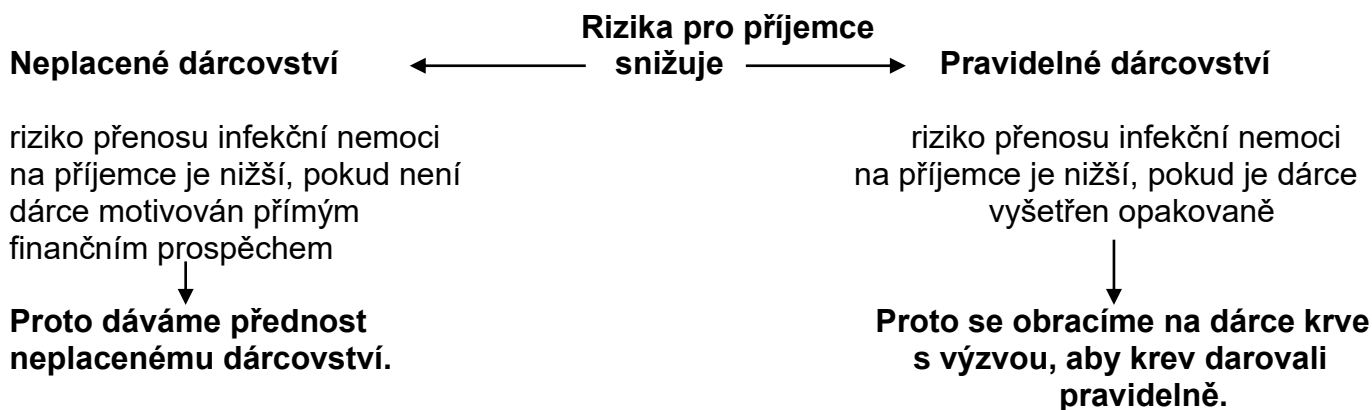 Rizika pro příjemce
Neplacené dárcovství snižuje Pravidelné dárcovství
riziko přenosu infekční nemoci
na příjemce je nižší, pokud není
dárce motivován přímým
finančním prospěchem
Proto dáváme přednost
neplacenému dárcovství.
riziko přenosu infekční nemoci
na příjemce je nižší, pokud je dárce
vyšetřen opakovaně
Proto se obracíme na dárce krve
s výzvou, aby krev darovali
pravidelně.